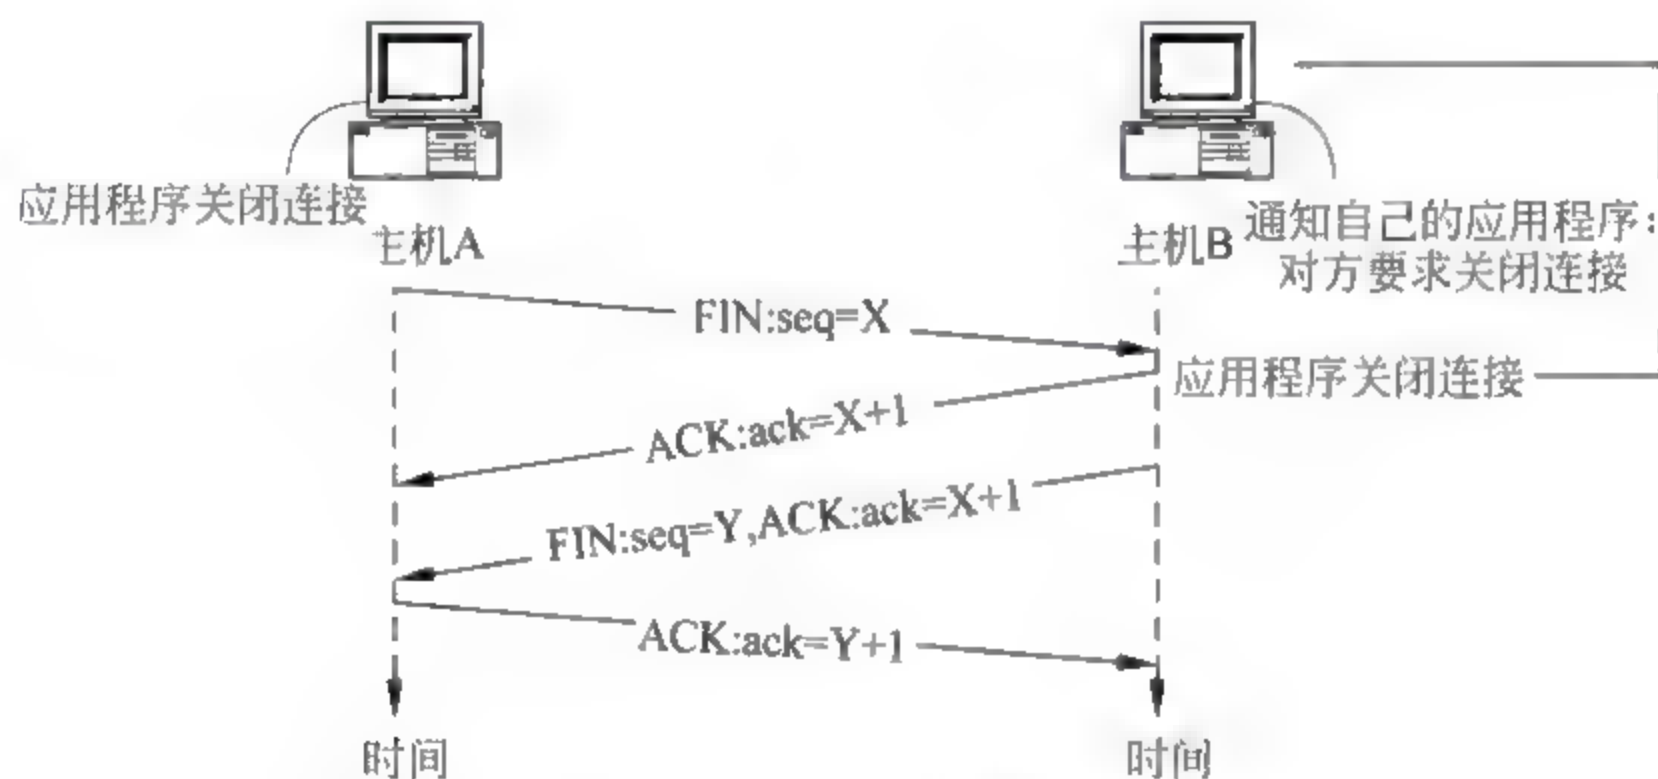 应用程序关闭连接
主机A
主机B
通知自己的应用程序:
对方要求关闭连接
FIN:seq=X
应用程序关闭连接
ACK:ack=X+1
FIN:seq=Y,ACK:ack=X+1
ACK:ack=Y+1
时间
时间